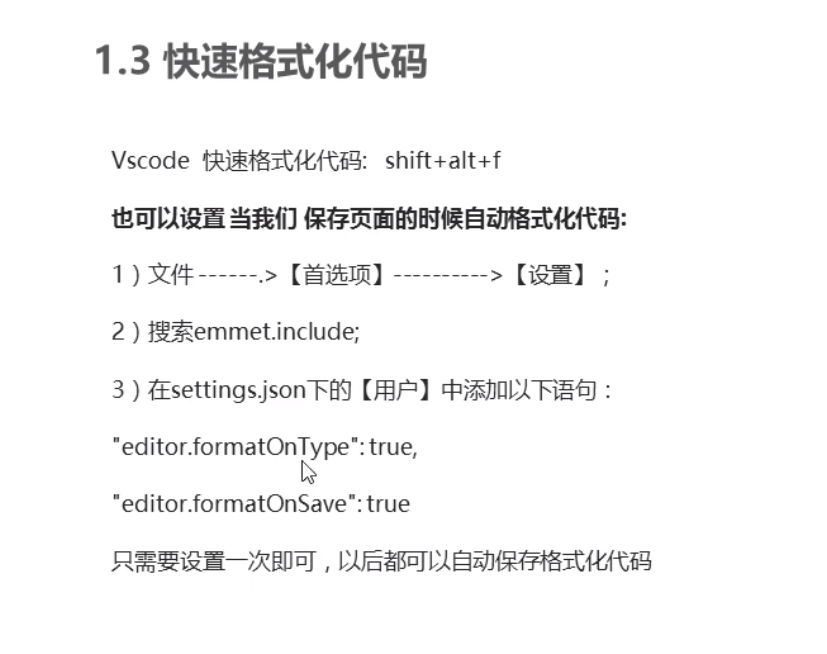 1.3 快速格式化代码
Vscode 快速格式化代码: shift+alt+f
也可以设置 当我们 保存页面的时候自动格式化代码:
1）文件 ------.>【首选项】---------->【设置】；
2）搜索emmet.include;
3）在settings.json下的【用户】中添加以下语句：
"editor.formatOnType": true,
"editor.formatOnSave": true
只需要设置一次即可，以后都可以自动保存格式化代码